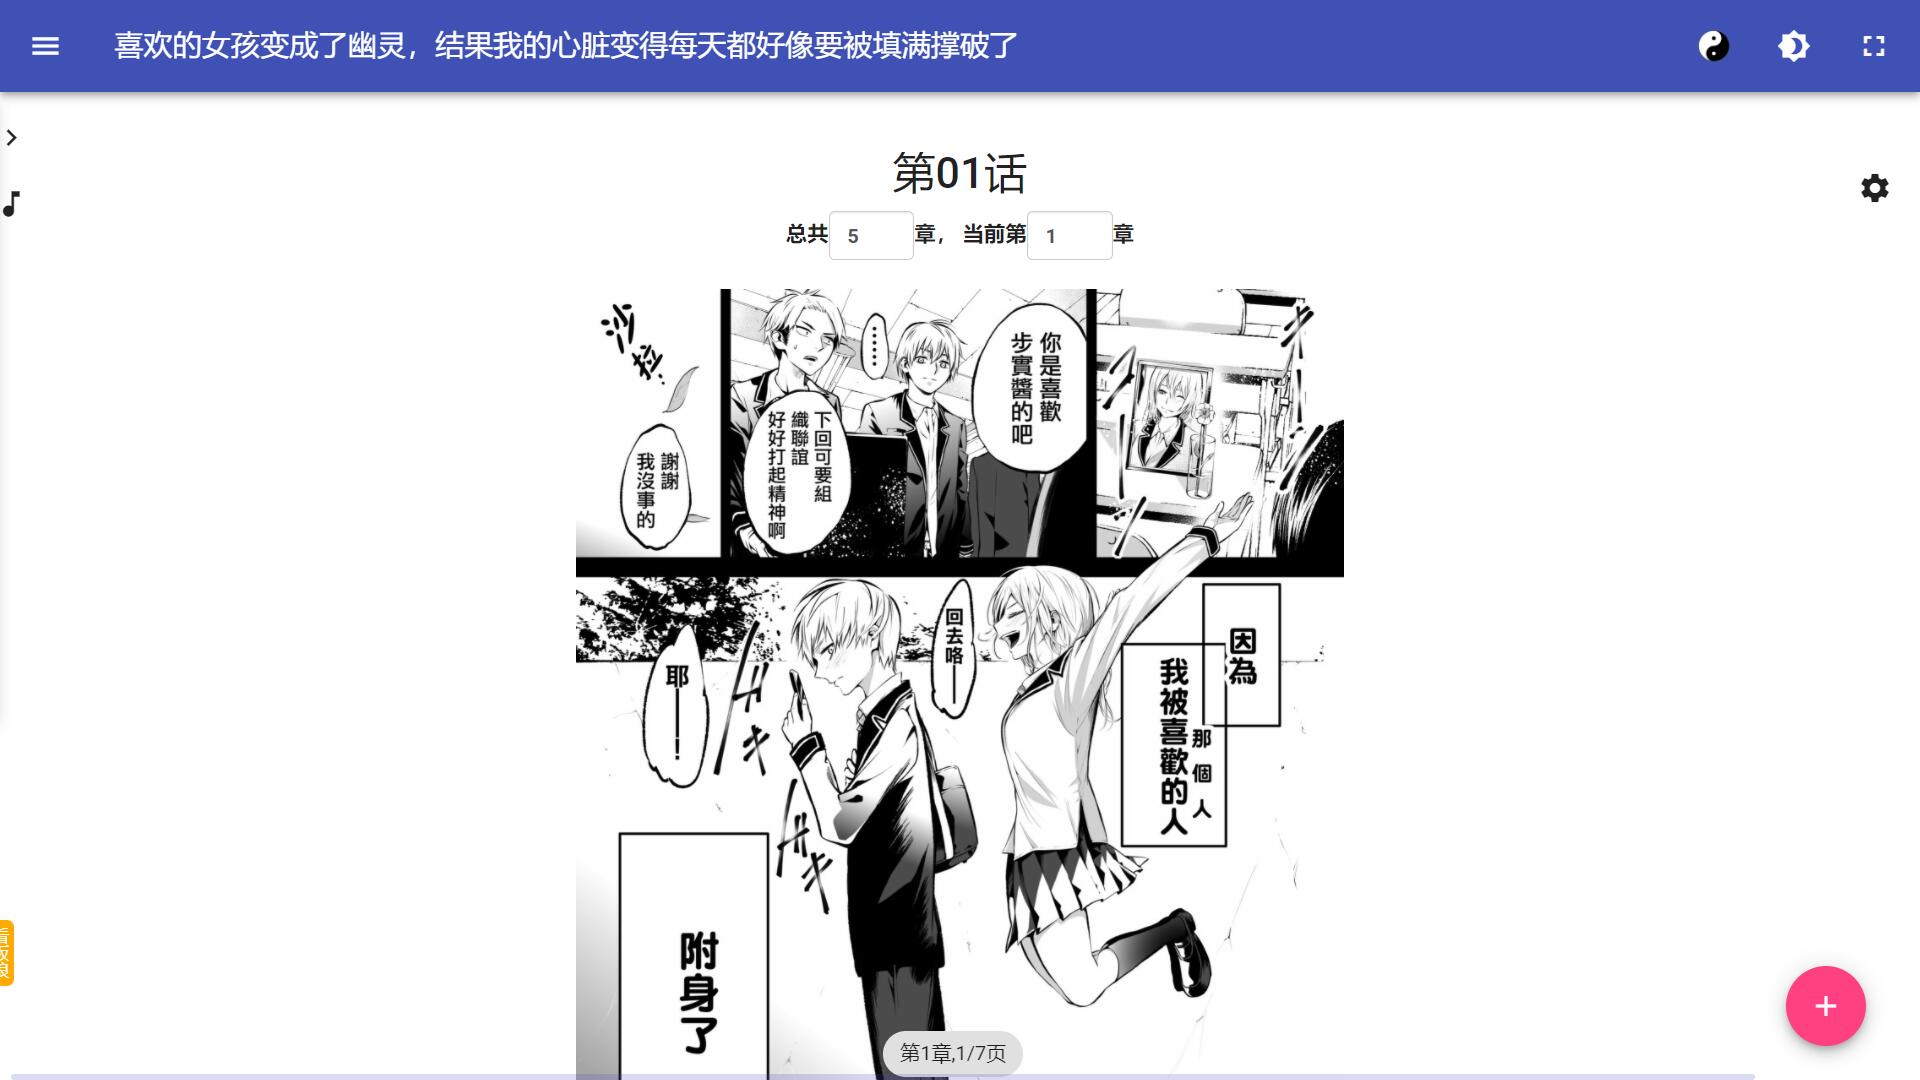 喜欢的女孩变成了幽灵，结果我的心脏变得每天都好像要被填满撑破了
第01话
总共 5 章， 当前第 1 章
你是喜歡
步實醬的吧
……
下回可要組
織聯誼
好好打起精神啊
沙拉
謝謝
我沒事的
因為
我被喜歡的人
那個人
回去咯——
耶——！
附身了
第1章,1/7页